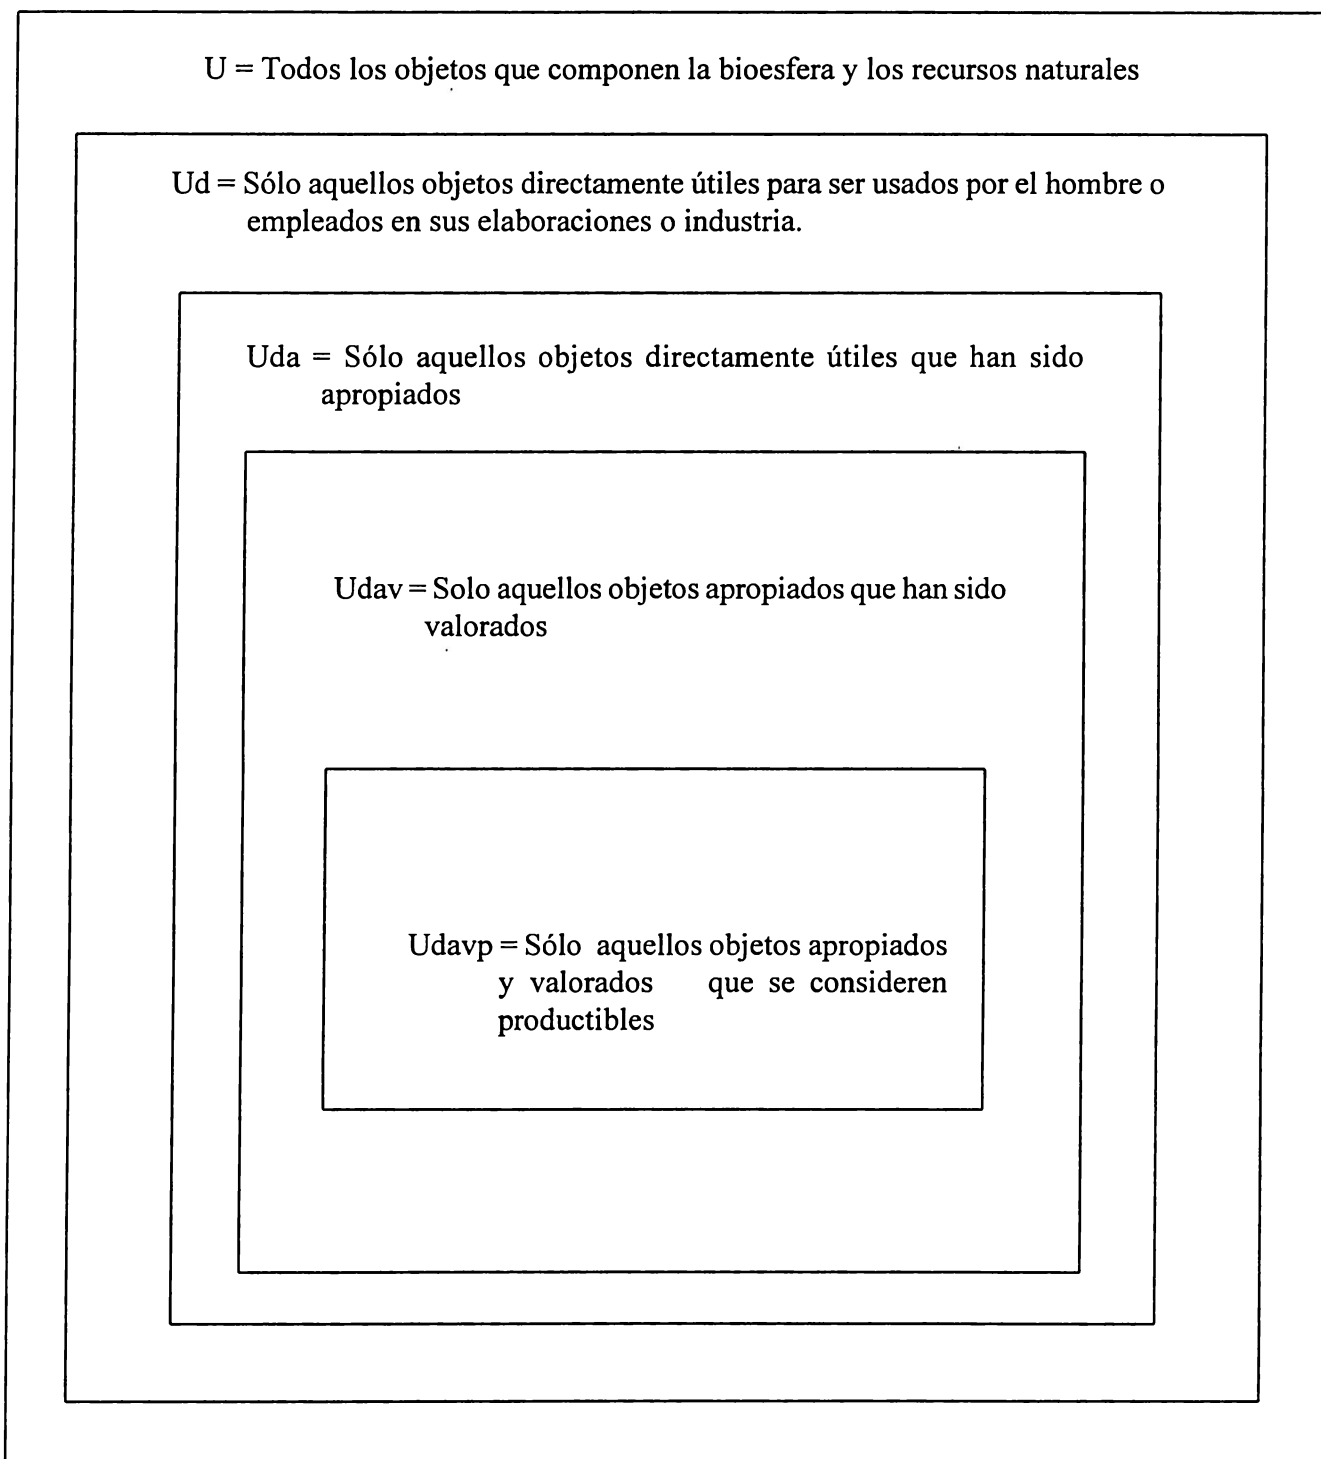 U = Todos los objetos que componen la bioesfera y los recursos naturales
Ud = Sólo aquellos objetos directamente útiles para ser usados por el hombre o
empleados en sus elaboraciones o industria.
Uda = Sólo aquellos objetos directamente útiles que han sido
apropiados
Udav = Solo aquellos objetos apropiados que han sido
valorados
Udavp = Sólo aquellos objetos apropiados
y valorados que se consideren
productibles